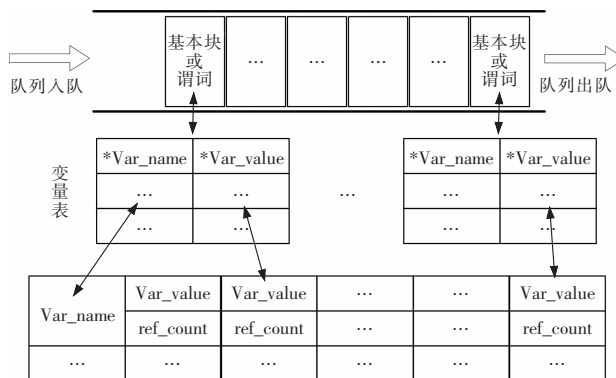 基本块
或
谓词
…
…
…
…
基本块
或
谓词
队列入队
队列出队
变量表
*Var_name *Var_value
… …
… …
…
*Var_name *Var_value
… …
… …
Var_name
Var_value Var_value … … Var_value
ref_count ref_count … … ref_count
… … … … … …